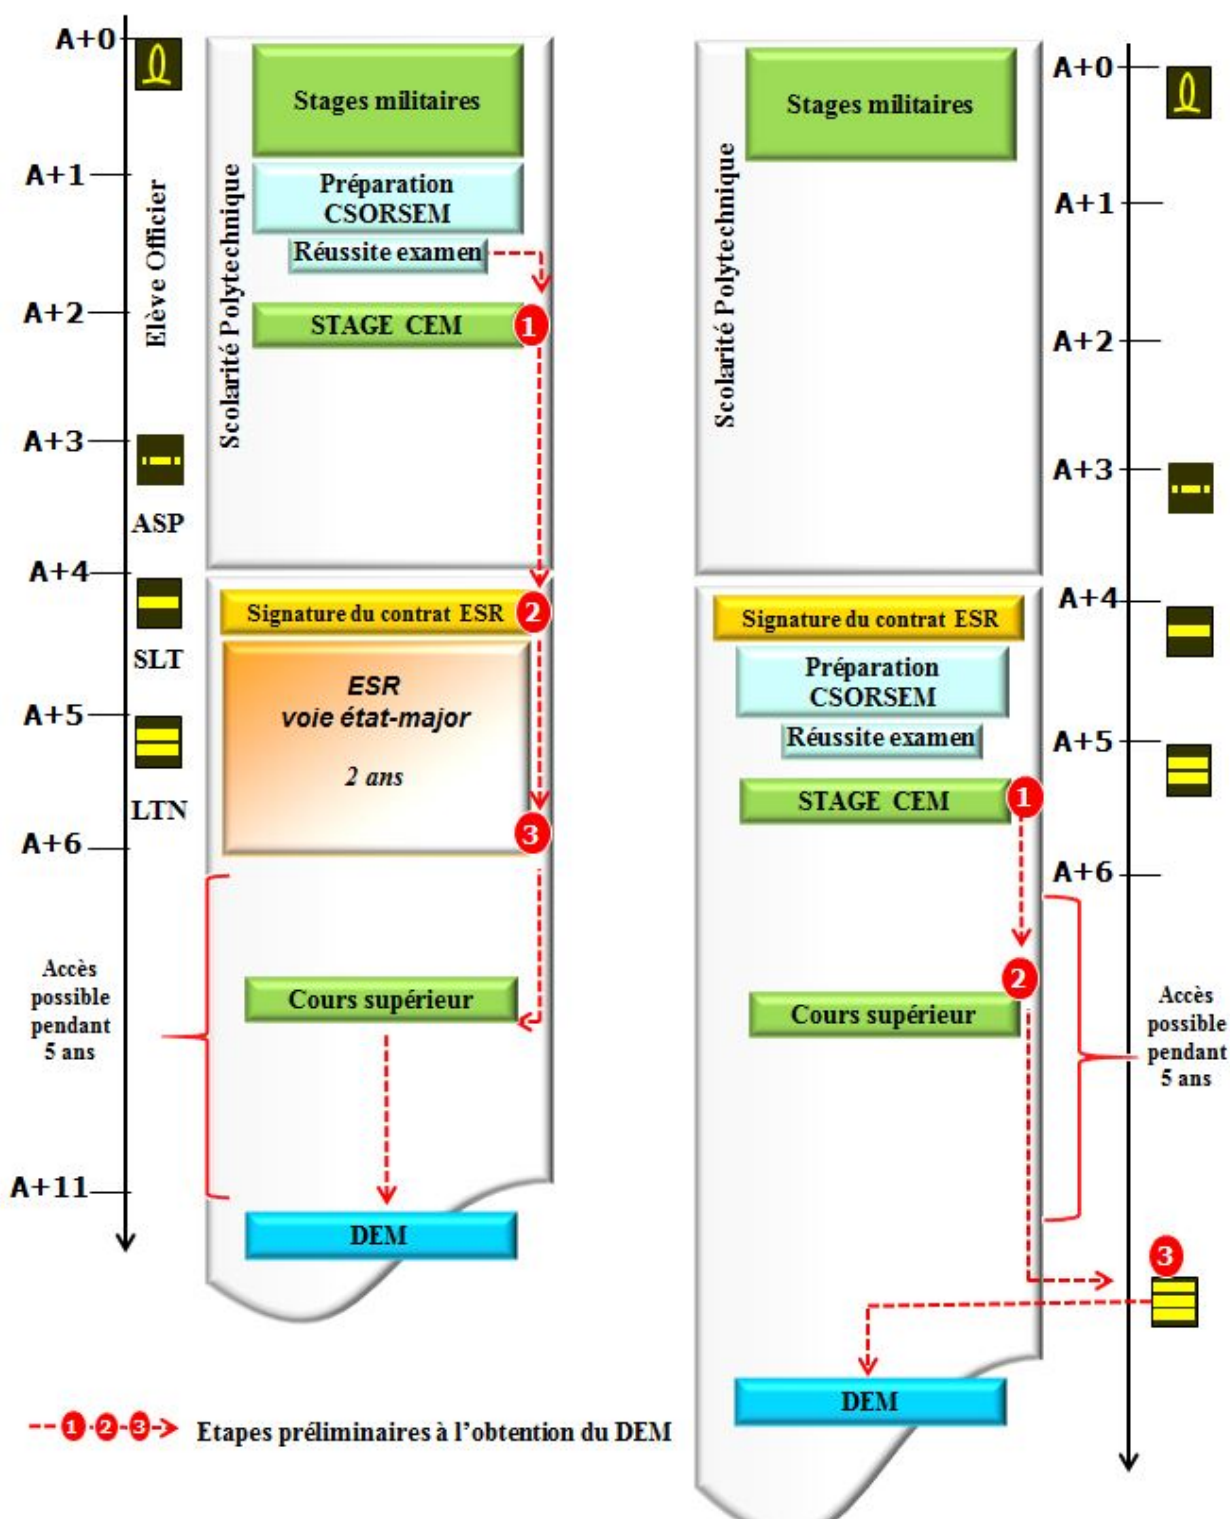 A+0
A+1
A+2
A+3
A+4
A+5
A+6
A+11
Elève Officier
ASP
SLT
LTN
Scolarité Polytechnique
Stages militaires
Préparation
CSORSEM
Réussite examen
STAGE CEM
1
Signature du contrat ESR
2
ESR
voie état-major
2 ans
3
Accès
possible
pendant
5 ans
Cours supérieur
DEM
Scolarité Polytechnique
Stages militaires
A+0
A+1
A+2
A+3
A+4
A+5
A+6
Signature du contrat ESR
Préparation
CSORSEM
Réussite examen
STAGE CEM
1
2
Cours supérieur
Accès
possible
pendant
5 ans
3
DEM
1 2 3 Etapes préliminaires à l’obtention du DEM